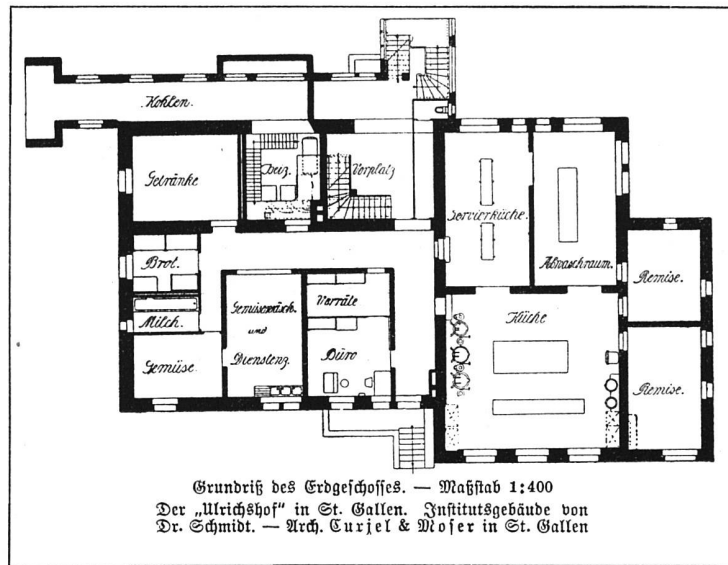 Kohlen.
Getränke
Heiz.
Vorplatz
Servierküche.
Abwaschraum.
Brot.
Remise.
Milch.
Gemüsewäsch.
und
Dienstenz.
Vorräte
Küche
Gemüse.
Büro
Remise.
Grundriß des Erdgeschosses. — Maßstab 1:400
Der „Ulrichshof“ in St. Gallen. Institutsgebäude von
Dr. Schmidt. — Arch. Curjel & Moser in St. Gallen